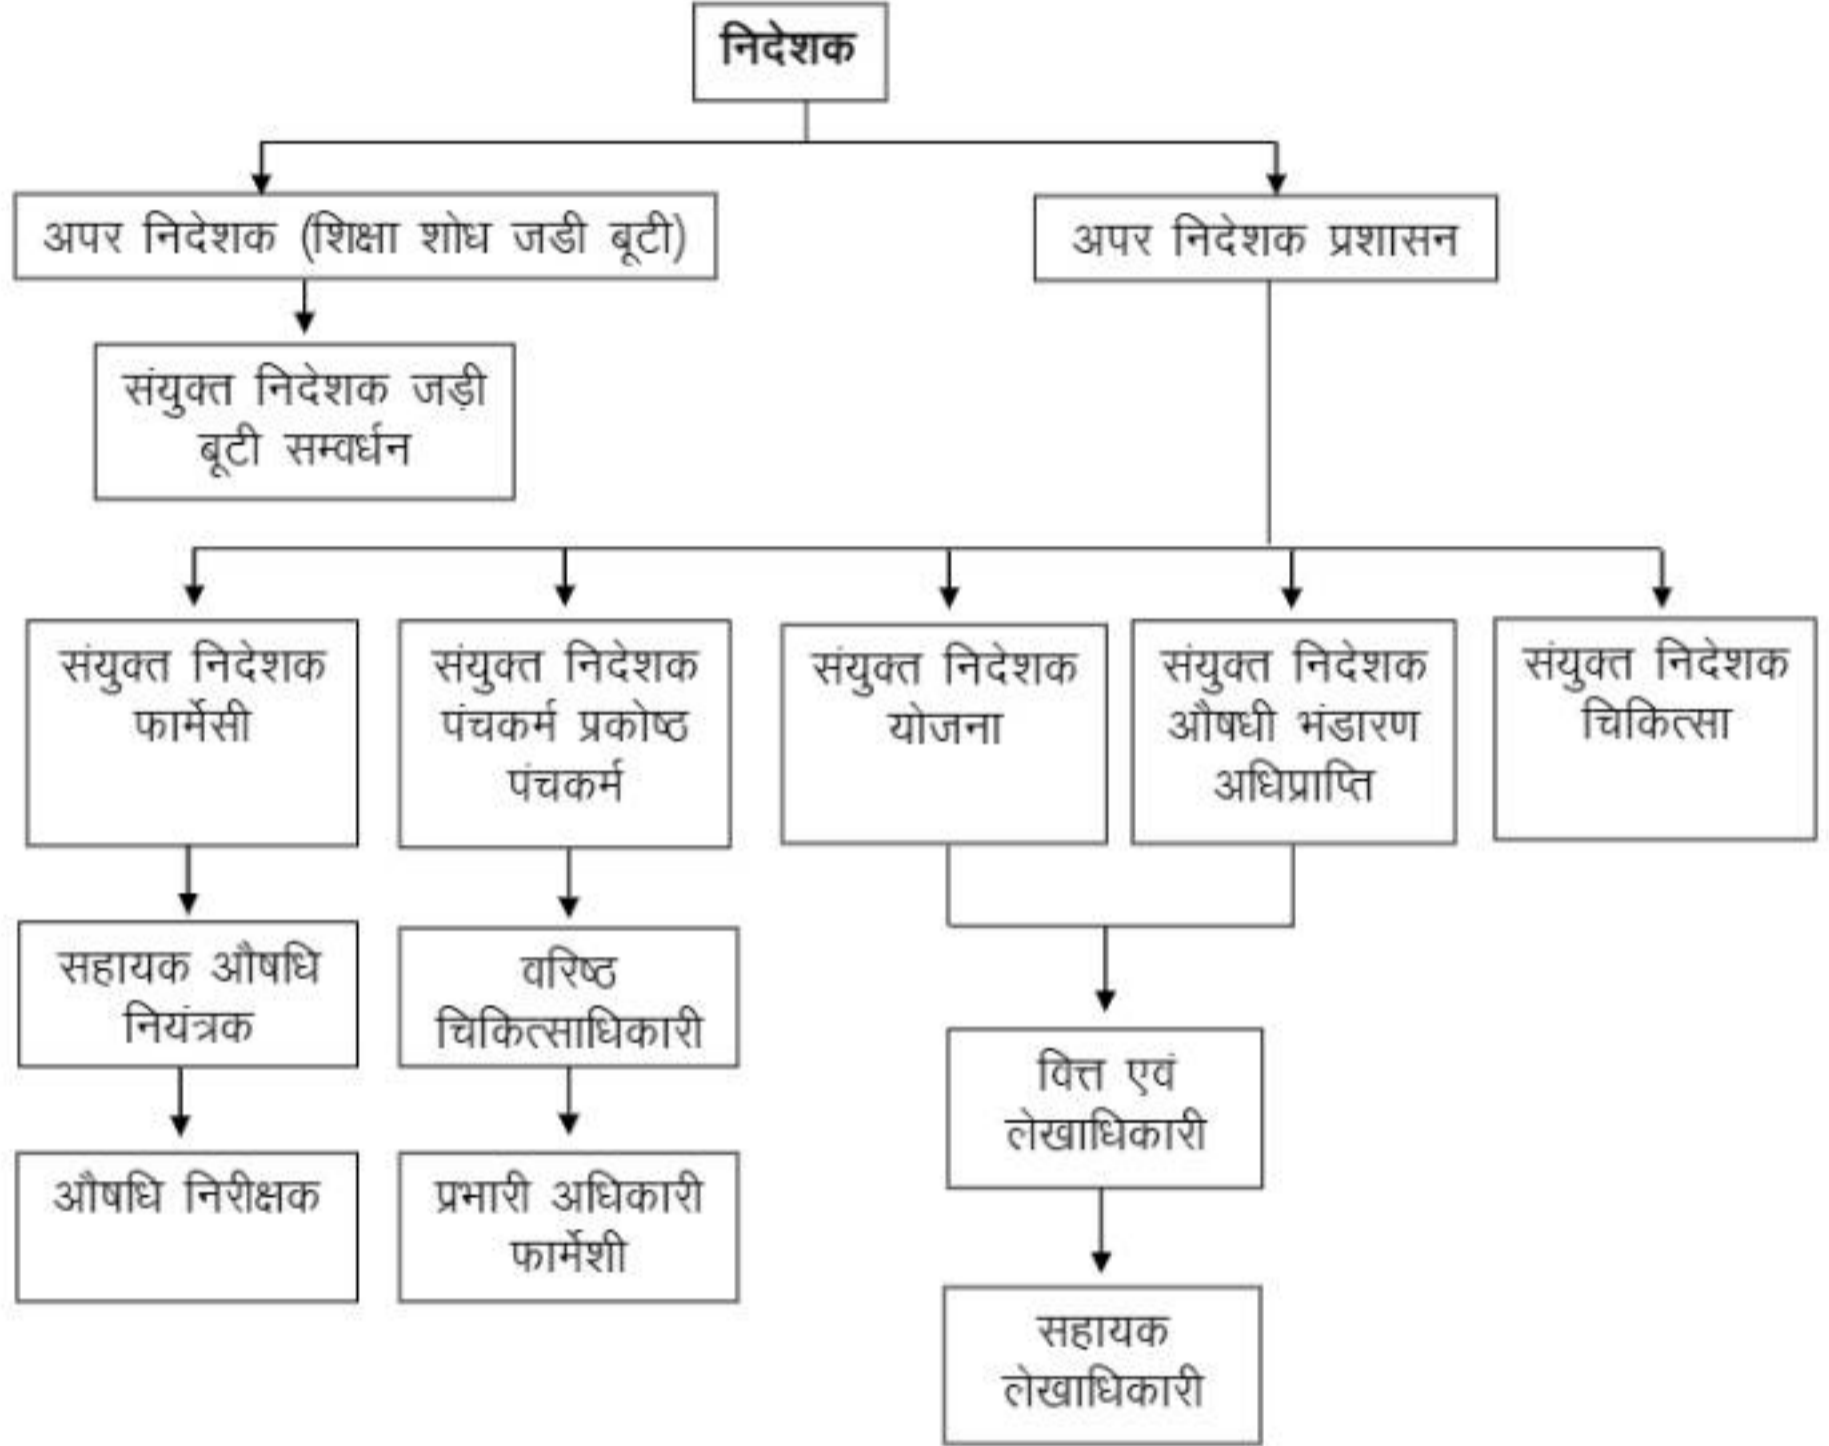 निदेशक
अपर निदेशक (शिक्षा शोध जडी बूटी)
अपर निदेशक प्रशासन
संयुक्त निदेशक जड़ी
बूटी सम्वर्धन
संयुक्त निदेशक
फार्मेसी
संयुक्त निदेशक
पंचकर्म प्रकोष्ठ
पंचकर्म
संयुक्त निदेशक
योजना
संयुक्त निदेशक
औषधी भंडारण
अधिप्राप्ति
संयुक्त निदेशक
चिकित्सा
सहायक औषधि
नियंत्रक
वरिष्ठ
चिकित्साधिकारी
वित्त एवं
लेखाधिकारी
औषधि निरीक्षक
प्रभारी अधिकारी
फार्मेशी
सहायक
लेखाधिकारी